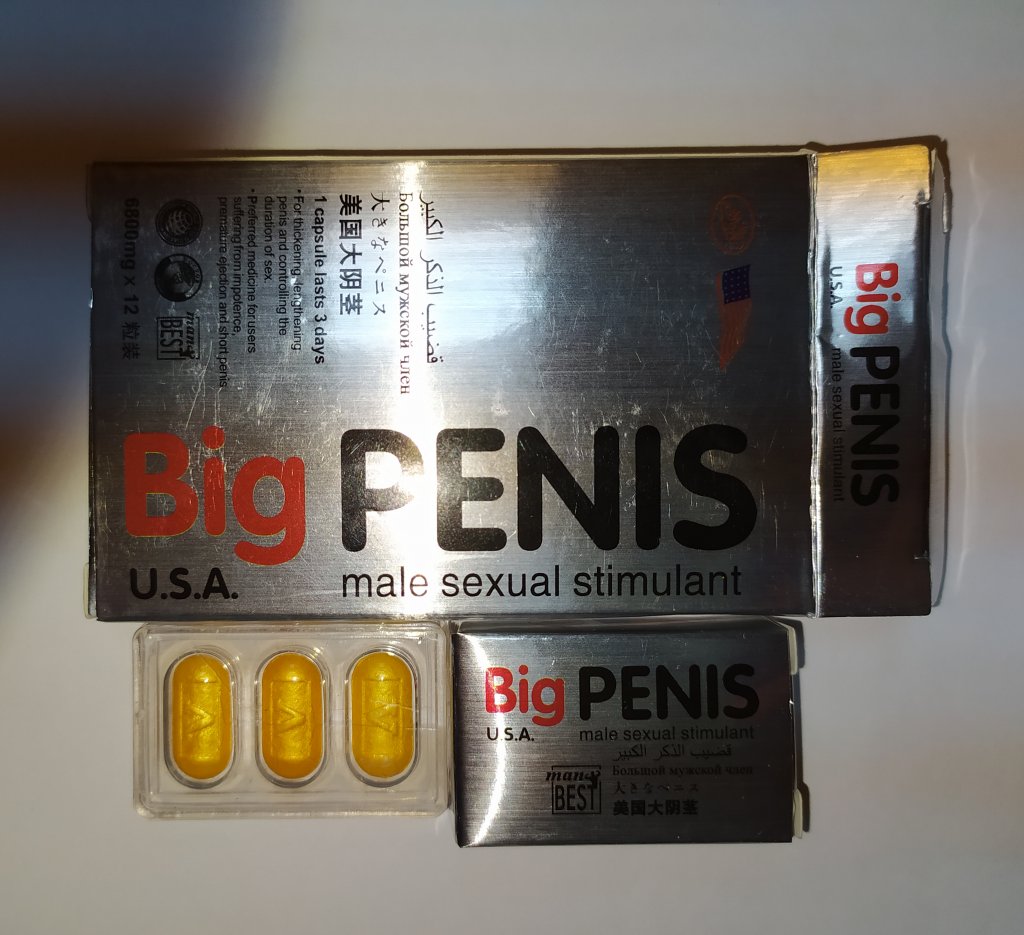 Big PENIS
U.S.A.
male sexual stimulant
قضيب الذكر الكبير
Большой мужской член
大きなペニス
美国大阴茎
1 capsule lasts 3 days
•For thickening, lengthening
penis and controlling the
duration of sex.
•Preferred medicine for users
suffering from impotence,
premature ejection and short penis
man
BEST
6800mg x 12 粒装
Big PENIS
U.S.A.
male sexual stimulant
Big PENIS
U.S.A.
male sexual stimulant
قضيب الذكر الكبير
Большой мужской член
大きなペニス
美国大阴茎
man
BEST